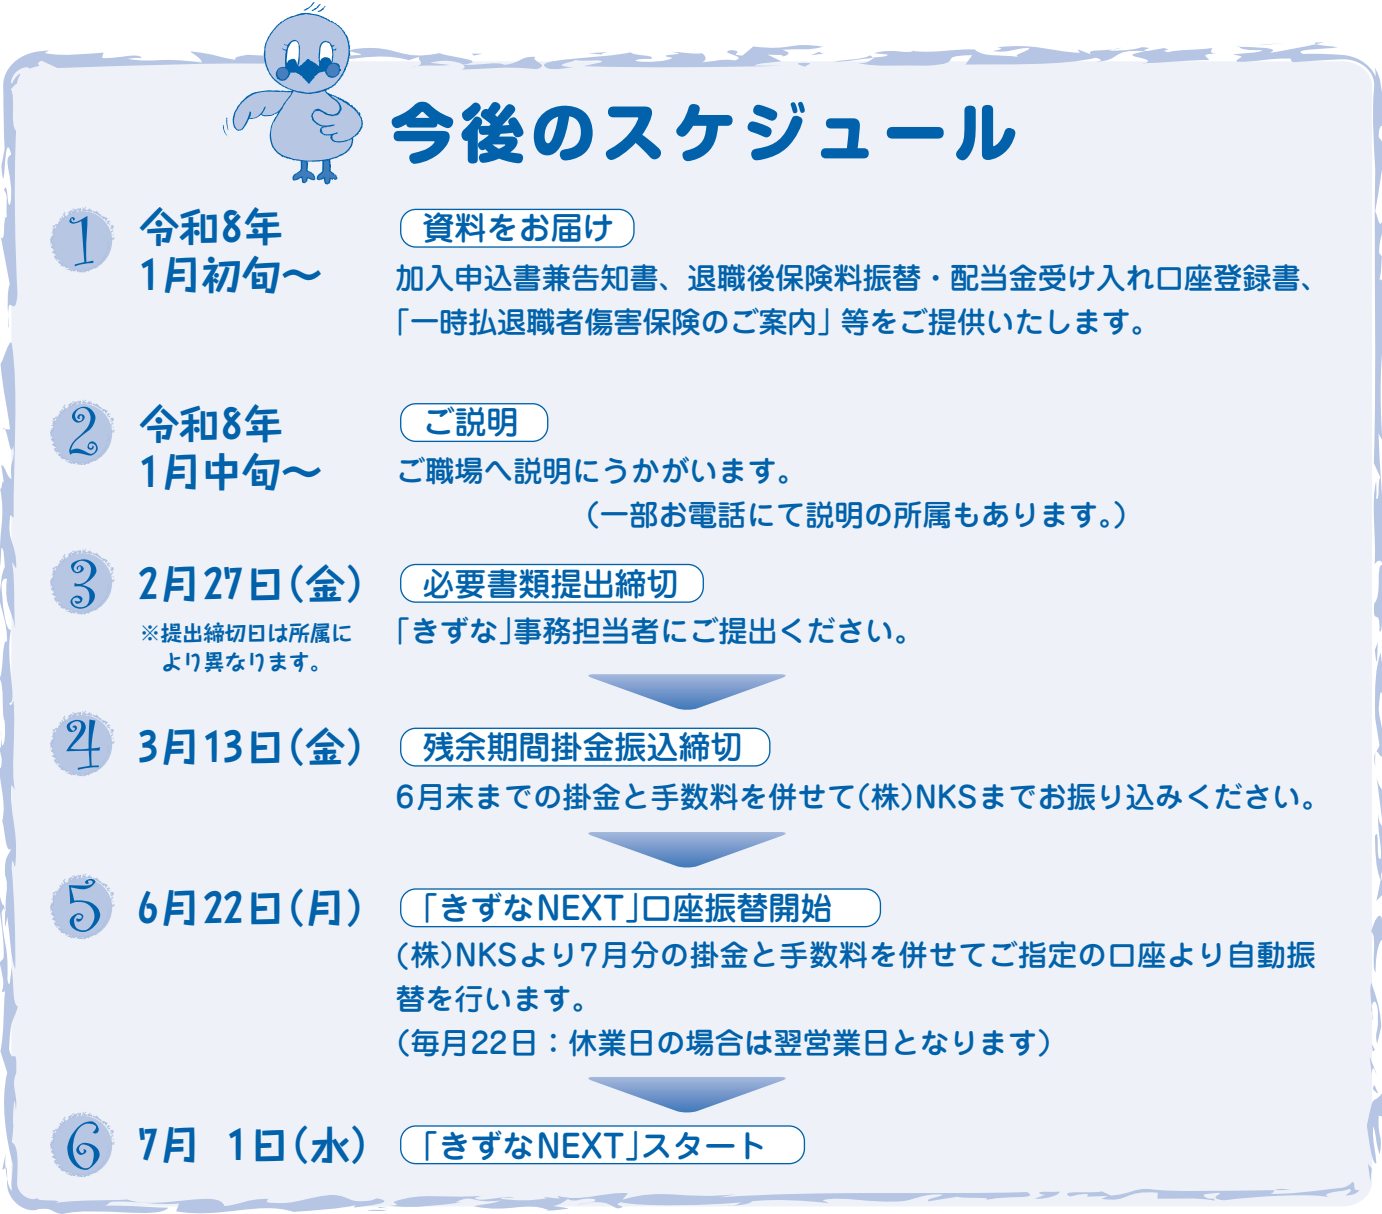 今後のスケジュール
1 令和8年
1月初旬～
資料をお届け
加入申込書兼告知書、退職後保険料振替・配当金受け入れ口座登録書、
「一時払退職者傷害保険のご案内」等をご提供いたします。
2 令和8年
1月中旬～
ご説明
ご職場へ説明にうかがいます。
（一部お電話にて説明の所属もあります。）
3 2月27日（金）
※提出締切日は所属に
より異なります。
必要書類提出締切
「きずな」事務担当者にご提出ください。
4 3月13日（金）
残余期間掛金振込締切
6月末までの掛金と手数料を併せて（株）NKSまでお振り込みください。
5 6月22日（月）
「きずなNEXT」口座振替開始
（株）NKSより7月分の掛金と手数料を併せてご指定の口座より自動振
替を行います。
（毎月22日：休業日の場合は翌営業日となります）
6 7月 1日（水）
「きずなNEXT」スタート